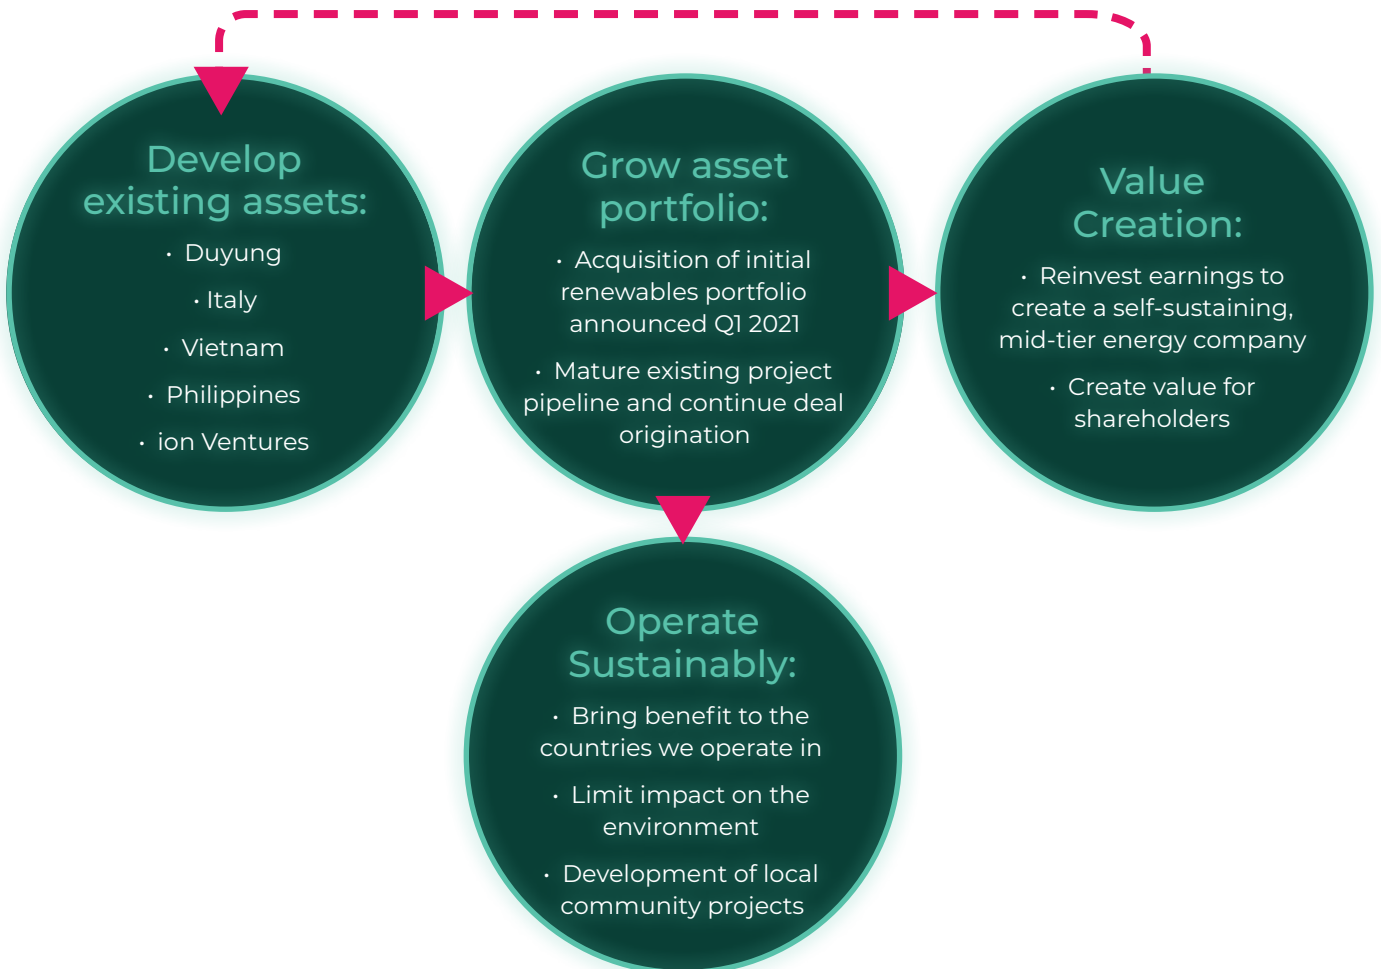 Develop
existing assets:
· Duyung
· Italy
· Vietnam
· Philippines
· ion Ventures
Grow asset
portfolio:
· Acquisition of initial
renewables portfolio
announced Q1 2021
· Mature existing project
pipeline and continue deal
origination
Value
Creation:
· Reinvest earnings to
create a self-sustaining,
mid-tier energy company
· Create value for
shareholders
Operate
Sustainably:
· Bring benefit to the
countries we operate in
· Limit impact on the
environment
· Development of local
community projects